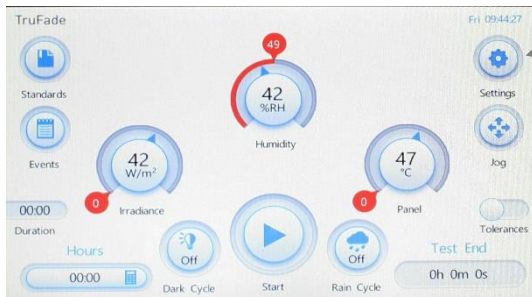 TruFade
Fri 09:44:27
Standards
49
42
%RH
Humidity
Settings
Events
42
W/m²
0
Irradiance
47
°C
0
Panel
Jog
00:00
Duration
Tolerances
Hours
00:00
Off
Dark Cycle
Start
Off
Rain Cycle
Test End
0h 0m 0s